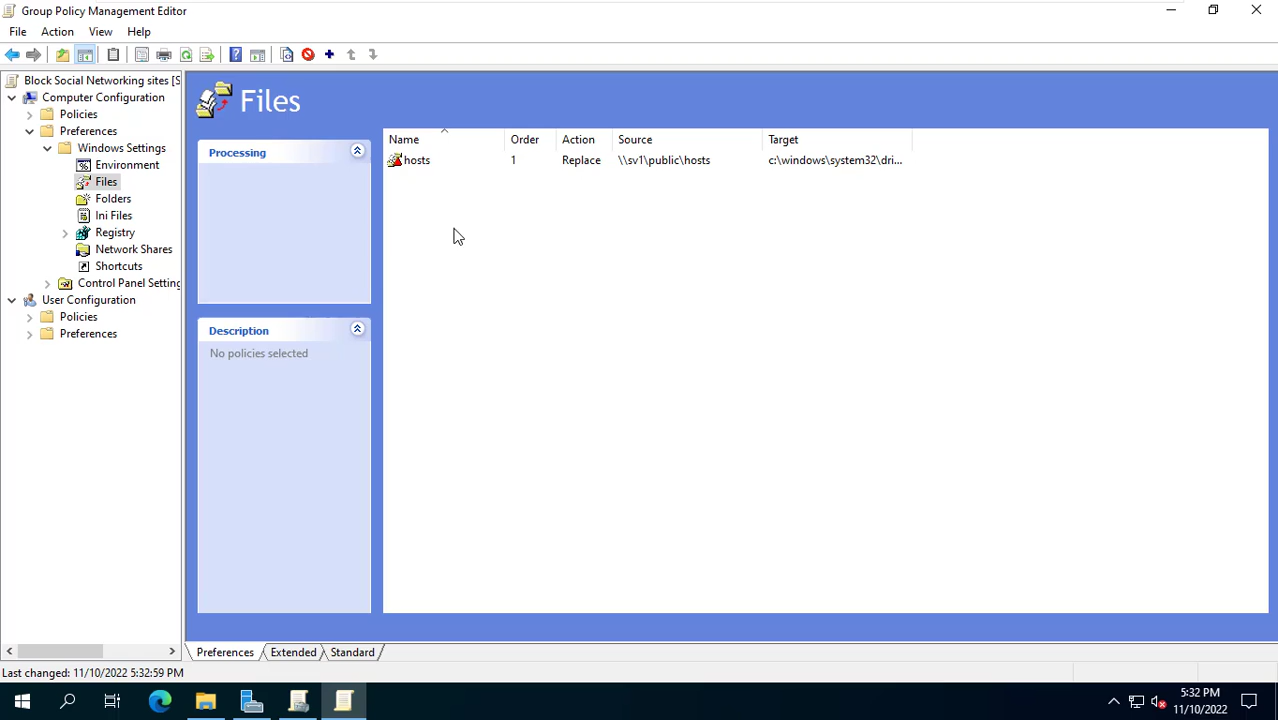 Group Policy Management Editor
File Action View Help
Block Social Networking sites [S
Computer Configuration
Policies
Preferences
Windows Settings
Environment
Files
Folders
Ini Files
Registry
Network Shares
Shortcuts
Control Panel Setting
User Configuration
Policies
Preferences
Files
Processing
Description
No policies selected
Name Order Action Source Target
hosts 1 Replace \\sv1\public\hosts c:\windows\system32\dri...
Preferences Extended Standard
Last changed: 11/10/2022 5:32:59 PM
5:32 PM
11/10/2022